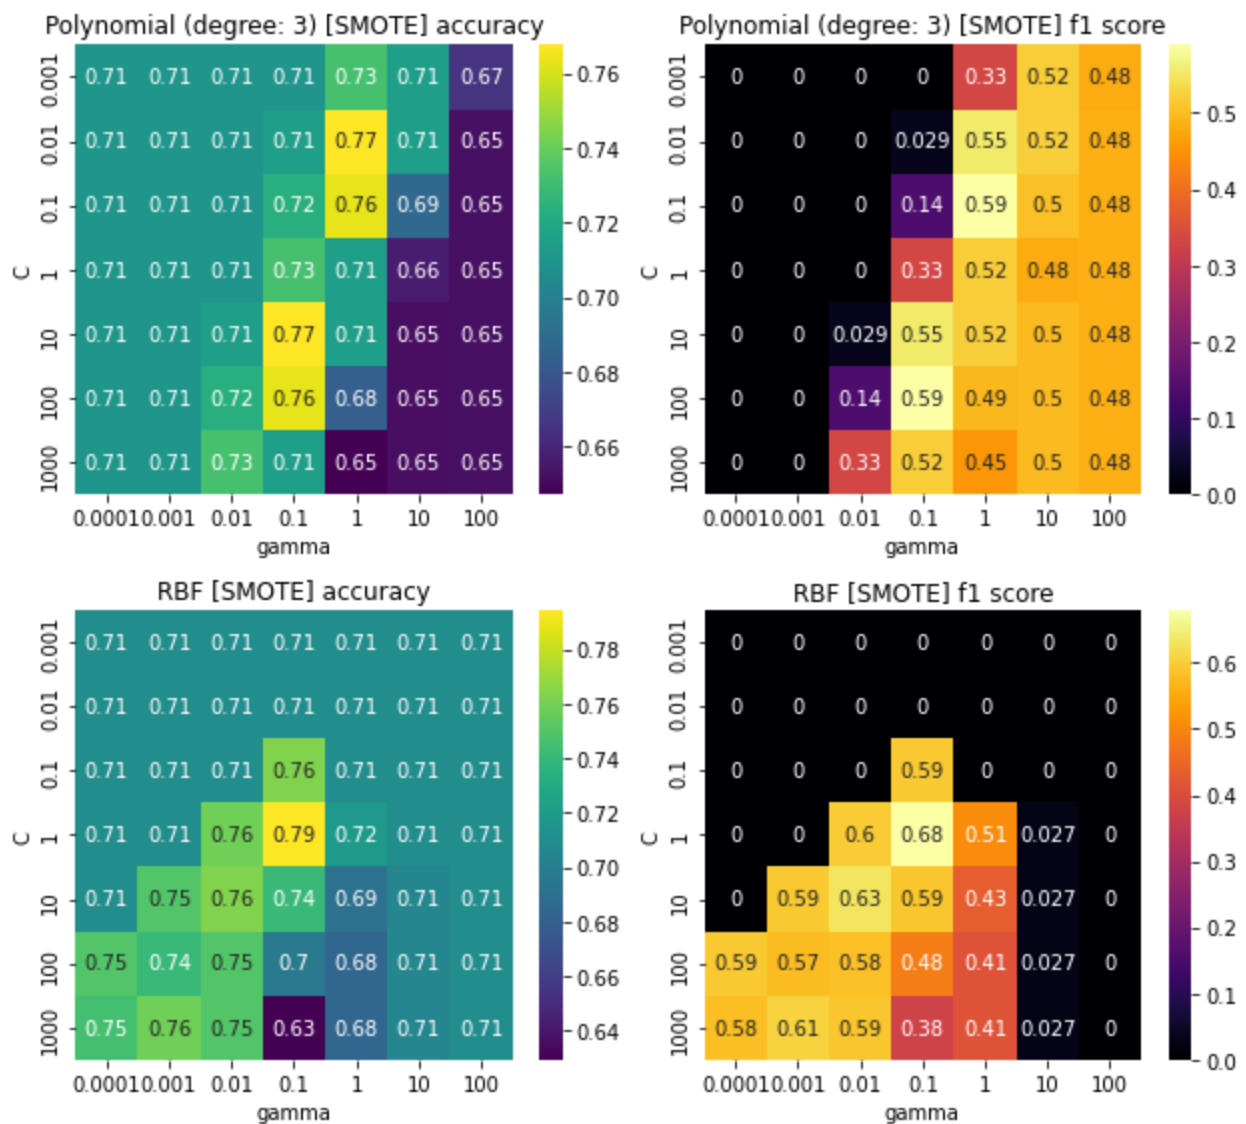 Polynomial (degree: 3) [SMOTE] accuracy
0.001 0.71 0.71 0.71 0.71 0.73 0.71 0.67
0.01 0.71 0.71 0.71 0.71 0.77 0.71 0.65
0.1 0.71 0.71 0.71 0.72 0.76 0.69 0.65
C
1 0.71 0.71 0.71 0.73 0.71 0.66 0.65
10 0.71 0.71 0.71 0.77 0.71 0.65 0.65
100 0.71 0.71 0.72 0.76 0.68 0.65 0.65
1000 0.71 0.71 0.73 0.71 0.65 0.65 0.65
0.0001 0.001 0.01 0.1 1 10 100
gamma
0.76
0.74
0.72
0.70
0.68
0.66
Polynomial (degree: 3) [SMOTE] f1 score
0.001 0 0 0 0 0.33 0.52 0.48
0.01 0 0 0 0.029 0.55 0.52 0.48
0.1 0 0 0 0.14 0.59 0.5 0.48
C
1 0 0 0 0.33 0.52 0.48 0.48
10 0 0 0.029 0.55 0.52 0.5 0.48
100 0 0 0.14 0.59 0.49 0.5 0.48
1000 0 0 0.33 0.52 0.45 0.5 0.48
0.0001 0.001 0.01 0.1 1 10 100
gamma
0.5
0.4
0.3
0.2
0.1
0.0
RBF [SMOTE] accuracy
0.001 0.71 0.71 0.71 0.71 0.71 0.71 0.71
0.01 0.71 0.71 0.71 0.71 0.71 0.71 0.71
0.1 0.71 0.71 0.71 0.76 0.71 0.71 0.71
C
1 0.71 0.71 0.76 0.79 0.72 0.71 0.71
10 0.71 0.75 0.76 0.74 0.69 0.71 0.71
100 0.75 0.74 0.75 0.7 0.68 0.71 0.71
1000 0.75 0.76 0.75 0.63 0.68 0.71 0.71
0.0001 0.001 0.01 0.1 1 10 100
gamma
0.78
0.76
0.74
0.72
0.70
0.68
0.66
0.64
RBF [SMOTE] f1 score
0.001 0 0 0 0 0 0 0
0.01 0 0 0 0 0 0 0
0.1 0 0 0 0.59 0 0 0
C
1 0 0 0.6 0.68 0.51 0.027 0
10 0 0.59 0.63 0.59 0.43 0.027 0
100 0.59 0.57 0.58 0.48 0.41 0.027 0
1000 0.58 0.61 0.59 0.38 0.41 0.027 0
0.0001 0.001 0.01 0.1 1 10 100
gamma
0.6
0.5
0.4
0.3
0.2
0.1
0.0